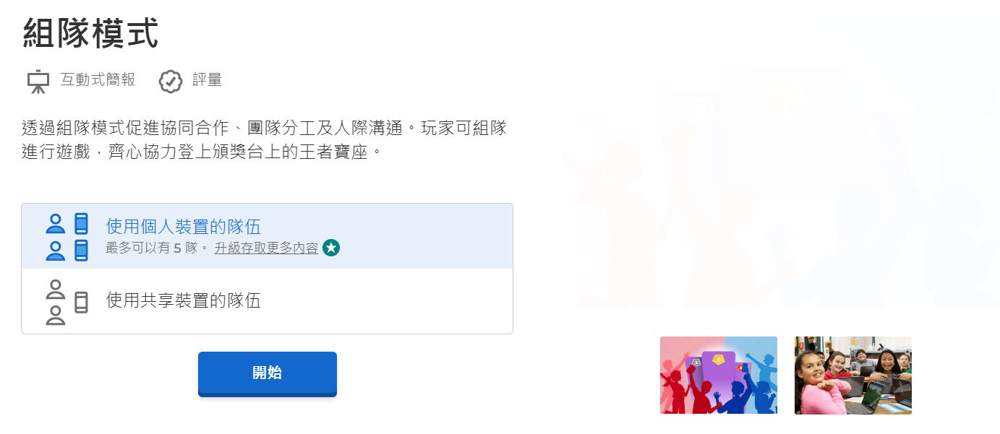 組隊模式
互動式簡報 評量
透過組隊模式促進協同合作、團隊分工及人際溝通。玩家可組隊
進行遊戲，齊心協力登上頒獎台上的王者寶座。
使用個人裝置的隊伍
最多可以有 5 隊。 升級存取更多內容
使用共享裝置的隊伍
開始
2 1